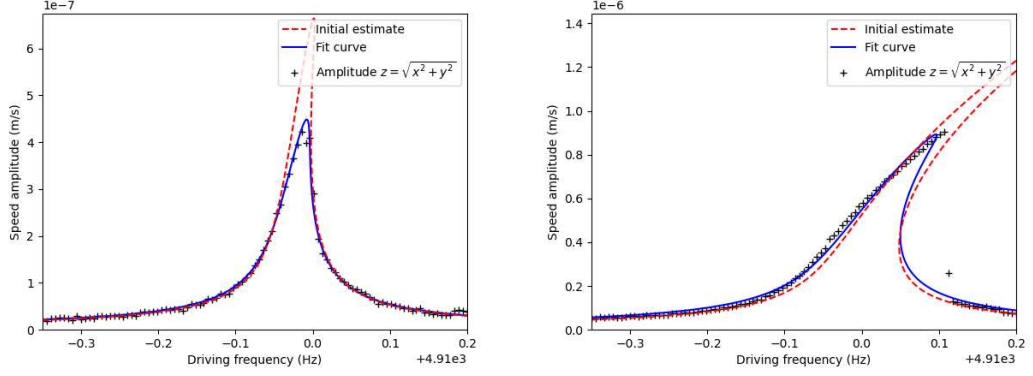 1e−7
Speed amplitude (m/s)
6
5
4
3
2
1
0
Initial estimate
Fit curve
Amplitude z = √x² + y²
−0.3 −0.2 −0.1 0.0 0.1 0.2
Driving frequency (Hz)
+4.91e3
1e−6
Speed amplitude (m/s)
1.4
1.2
1.0
0.8
0.6
0.4
0.2
0.0
Initial estimate
Fit curve
Amplitude z = √x² + y²
−0.3 −0.2 −0.1 0.0 0.1 0.2
Driving frequency (Hz)
+4.91e3